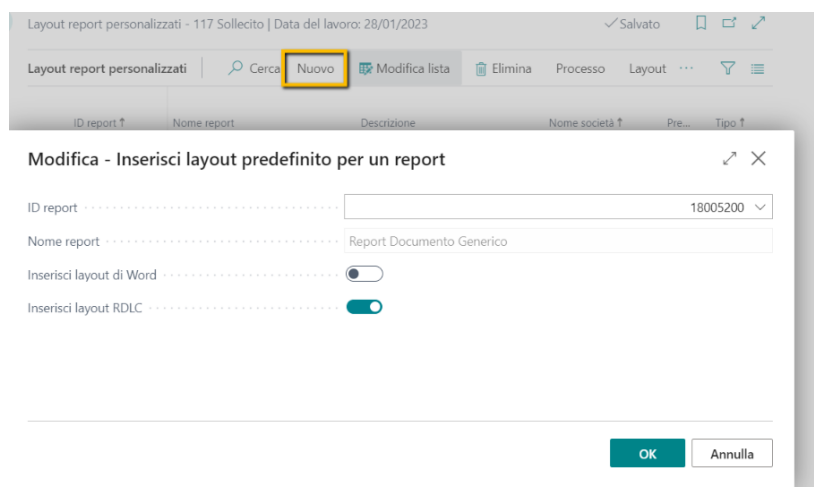 Layout report personalizzati - 117 Sollecito | Data del lavoro: 28/01/2023 ✓ Salvato
Layout report personalizzati Cerca Nuovo Modifica lista Elimina Processo Layout ···
ID report ↑ Nome report Descrizione Nome società ↑ Pre... Tipo ↑
Modifica - Inserisci layout predefinito per un report
ID report 18005200
Nome report Report Documento Generico
Inserisci layout di Word
Inserisci layout RDLC
OK Annulla